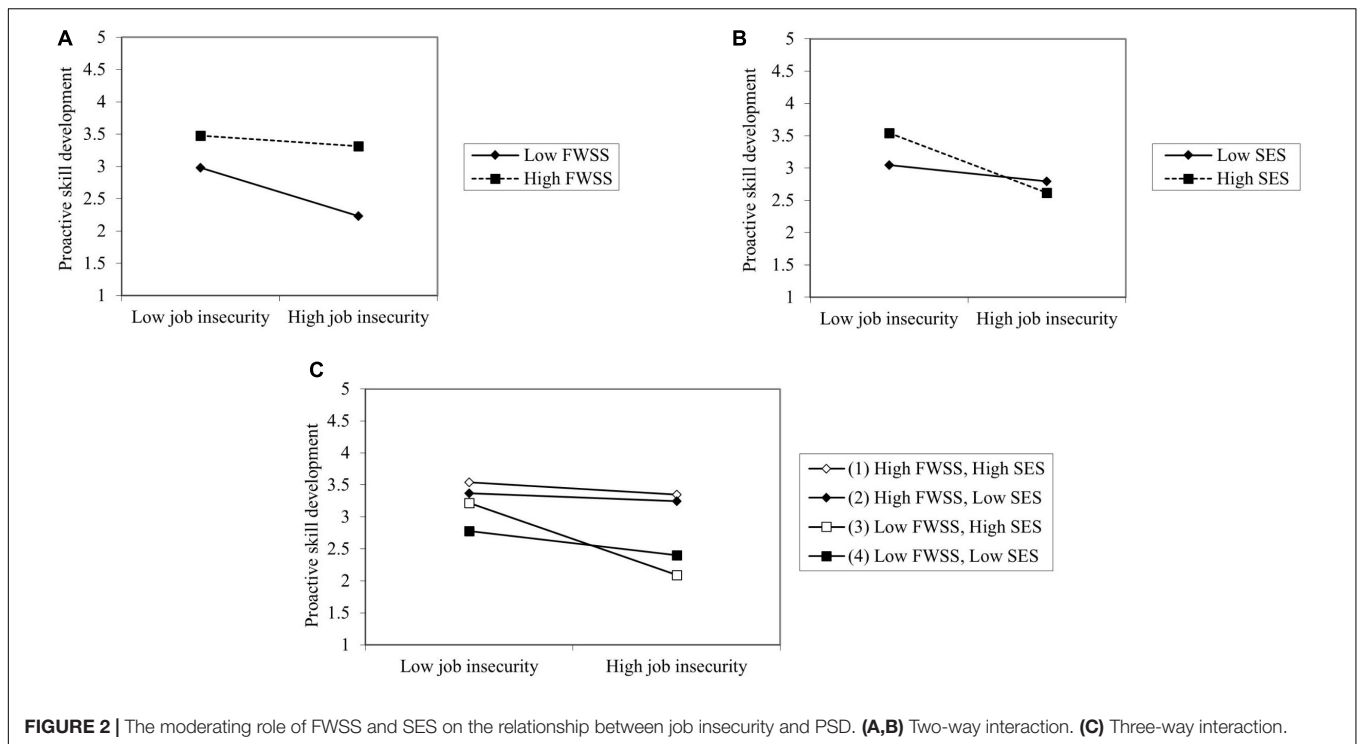 A
5
4.5
4
3.5
3
2.5
2
1.5
1
Proactive skill development
Low job insecurity
High job insecurity
Low FWSS
High FWSS
B
5
4.5
4
3.5
3
2.5
2
1.5
1
Proactive skill development
Low job insecurity
High job insecurity
Low SES
High SES
C
5
4.5
4
3.5
3
2.5
2
1.5
1
Proactive skill development
Low job insecurity
High job insecurity
(1) High FWSS, High SES
(2) High FWSS, Low SES
(3) Low FWSS, High SES
(4) Low FWSS, Low SES
FIGURE 2 | The moderating role of FWSS and SES on the relationship between job insecurity and PSD. (A,B) Two-way interaction. (C) Three-way interaction.